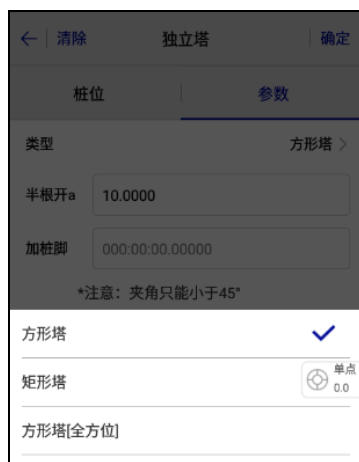 清除 独立塔 确定
桩位 参数
类型 方形塔
半根开a 10.0000
加桩脚 000:00:00.00000
*注意：夹角只能小于45°
方形塔
矩形塔 单点
0.0
方形塔[全方位]